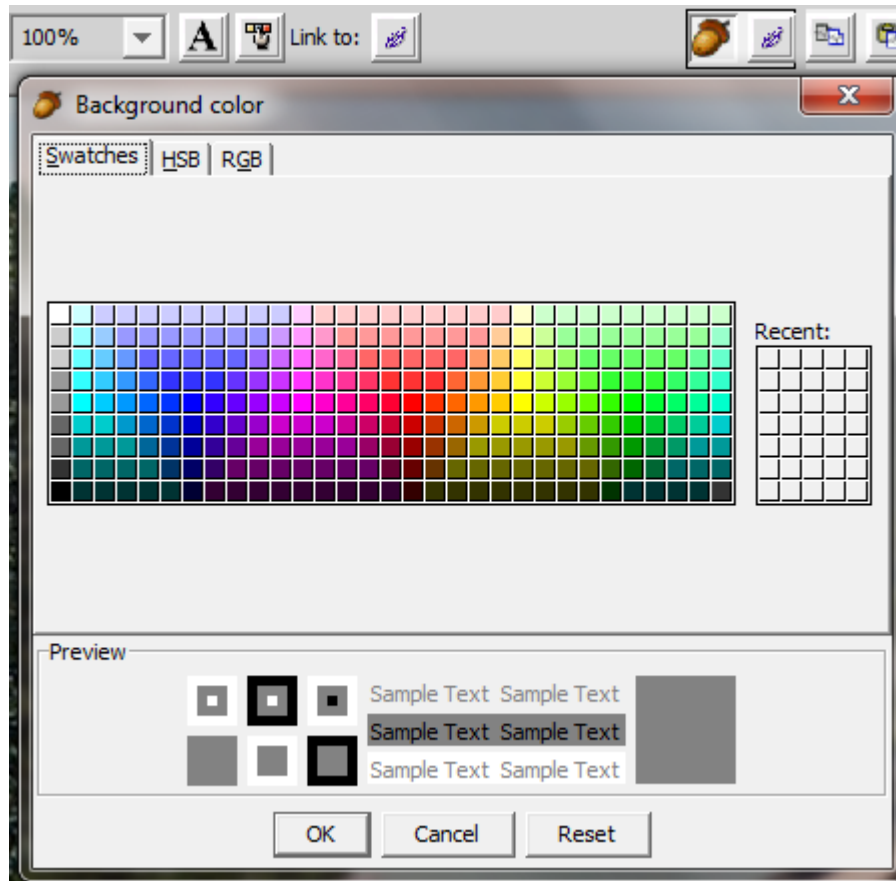 100% A Link to:
Background color
Swatches HSB RGB
Recent:
Preview
Sample Text Sample Text
Sample Text Sample Text
Sample Text Sample Text
OK Cancel Reset